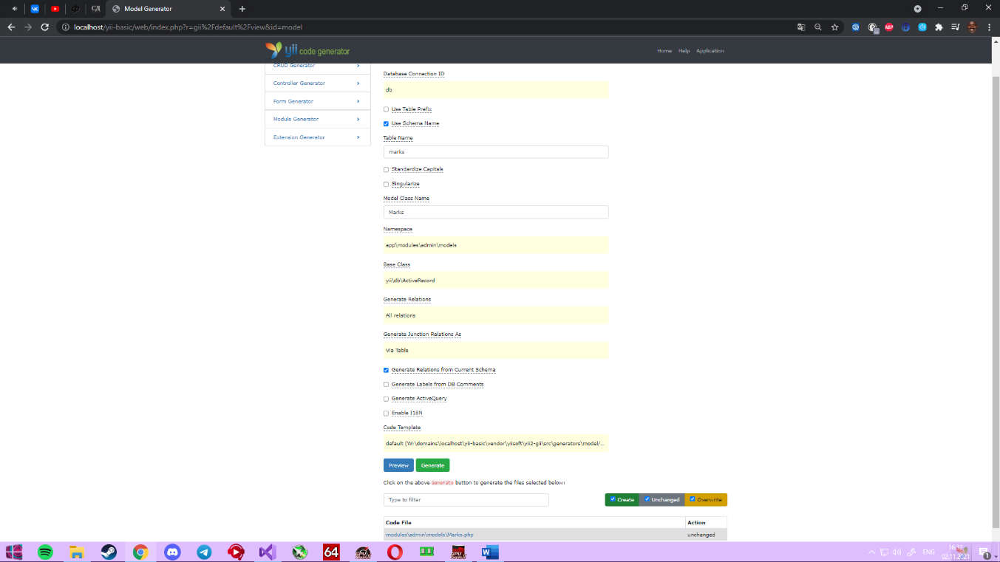 СД
Model Generator
localhost/yii-basic/web/index.php?r=gii%2Fdefault%2Fview&id=model
ABP
yii code generator
Home Help Application
CRUD Generator
Controller Generator
Form Generator
Module Generator
Extension Generator
Database Connection ID
db
Use Table Prefix
Use Schema Name
Table Name
marks
Standardize Capitals
Singularize
Model Class Name
Marks
Namespace
app\modules\admin\models
Base Class
yii\db\ActiveRecord
Generate Relations
All relations
Generate Junction Relations As
Via Table
Generate Relations from Current Schema
Generate Labels from DB Comments
Generate ActiveQuery
Enable I18N
Code Template
default (W:\domains\localhost\yii-basic\vendor\yiisoft\yii2-gii\src\generators\model/...
Preview Generate
Click on the above Generate button to generate the files selected below:
Type to filter
Create Unchanged Overwrite
Code File Action
modules\admin\models\Marks.php unchanged
64
ENG
02.11.2021
1